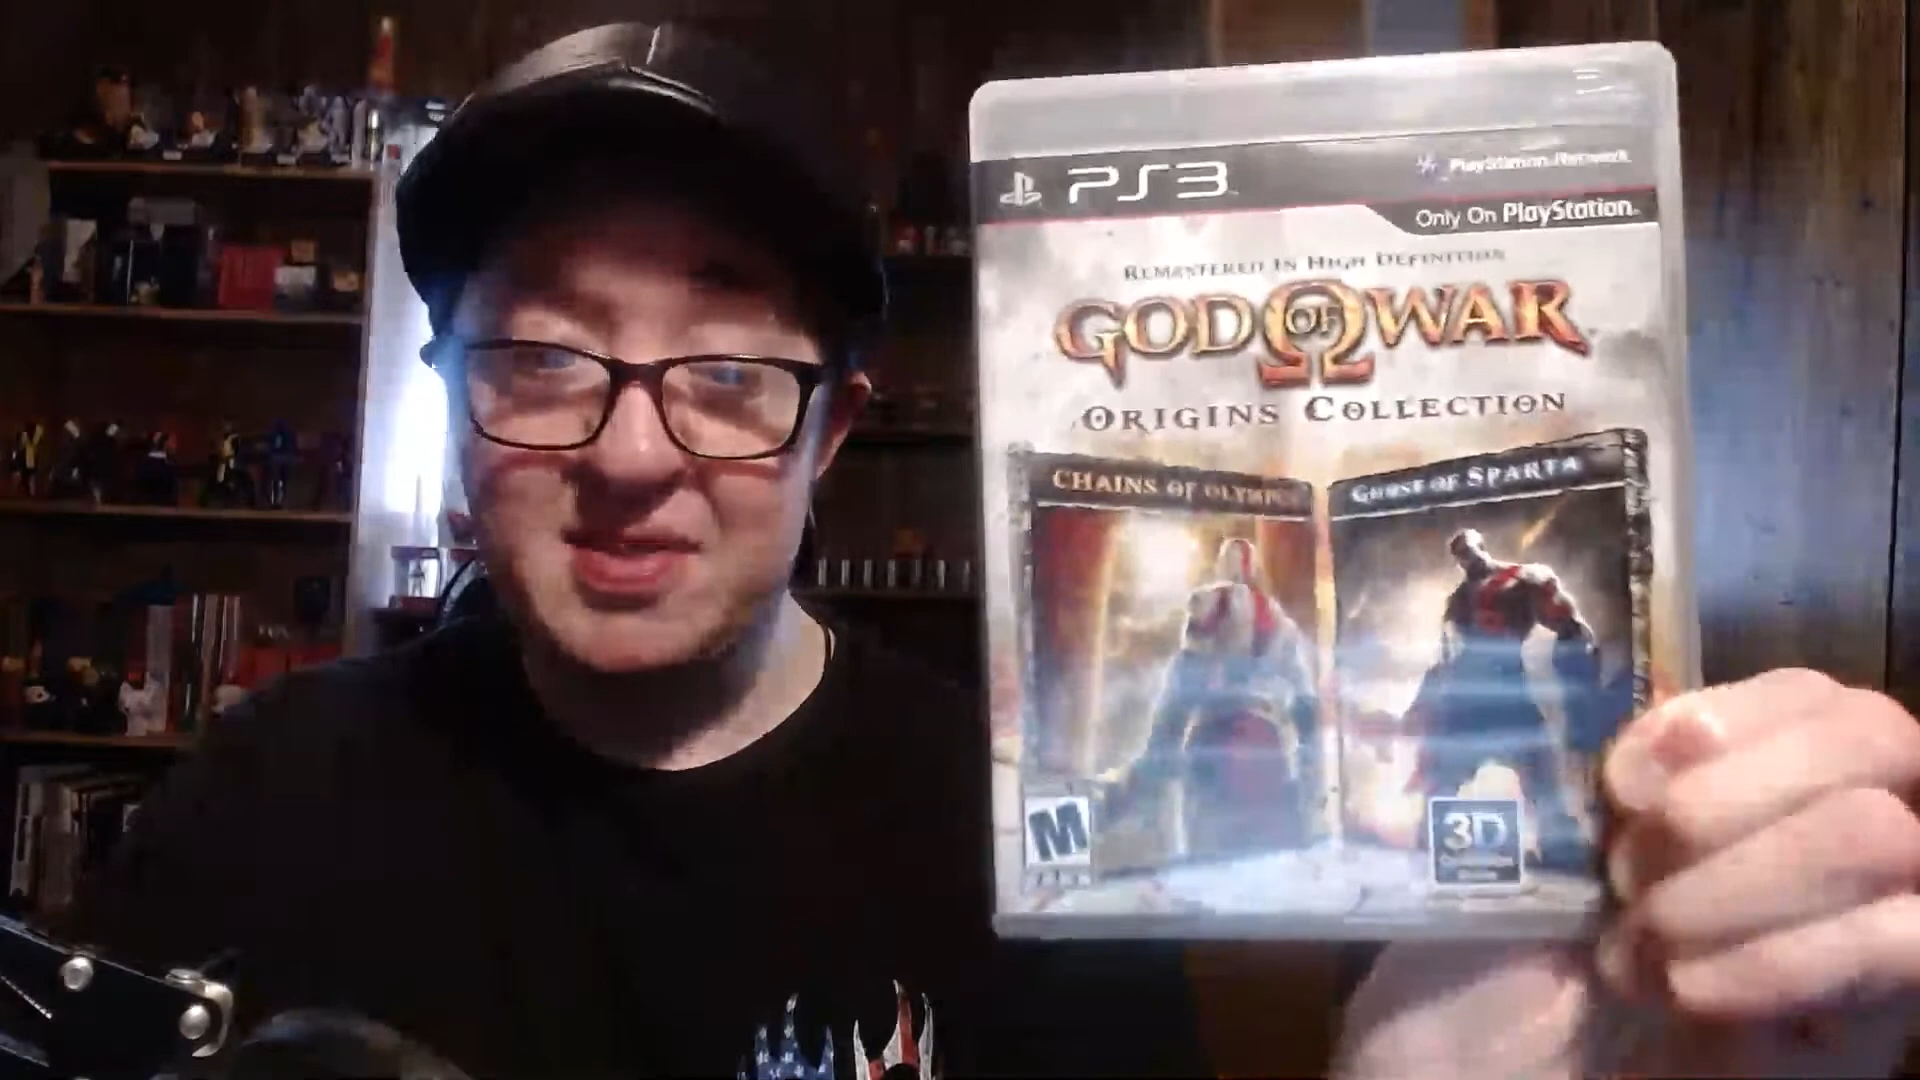 PS3
PlayStation Network
Only On PlayStation.
REMASTERED IN HIGH DEFINITION
GOD OF WAR
ORIGINS COLLECTION
CHAINS OF OLYMPUS
GHOST OF SPARTA
M
3D